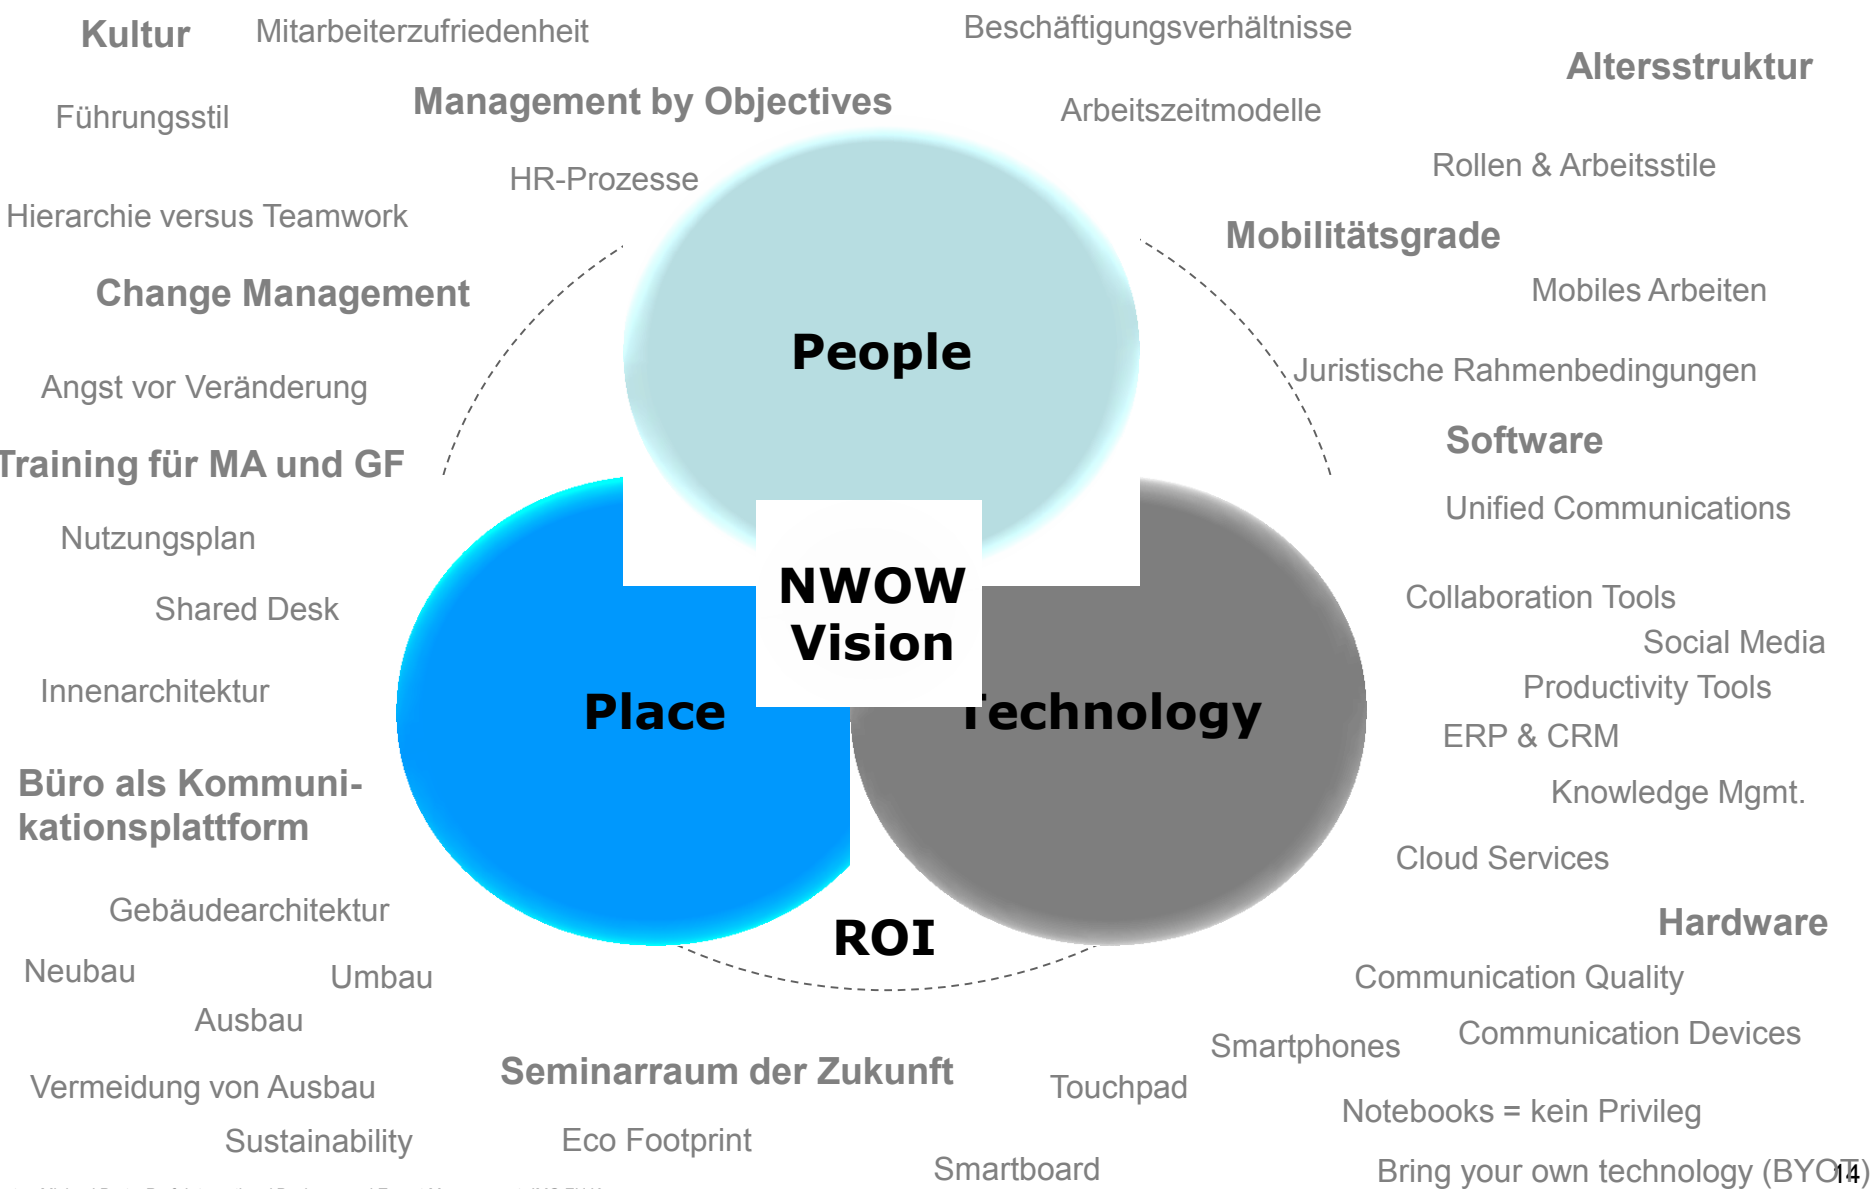 Kultur
Mitarbeiterzufriedenheit
Beschäftigungsverhältnisse
Altersstruktur
Führungsstil
Management by Objectives
Arbeitszeitmodelle
HR-Prozesse
Rollen & Arbeitsstile
Hierarchie versus Teamwork
Mobilitätsgrade
Change Management
Mobiles Arbeiten
People
Angst vor Veränderung
Juristische Rahmenbedingungen
Training für MA und GF
Software
Nutzungsplan
Unified Communications
NWOW
Vision
Shared Desk
Collaboration Tools
Social Media
Innenarchitektur
Place
Technology
Productivity Tools
ERP & CRM
Büro als Kommuni-
kationsplattform
Knowledge Mgmt.
Cloud Services
Gebäudearchitektur
ROI
Hardware
Neubau
Umbau
Communication Quality
Ausbau
Communication Devices
Smartphones
Seminarraum der Zukunft
Vermeidung von Ausbau
Touchpad
Notebooks = kein Privileg
Sustainability
Eco Footprint
Smartboard
Bring your own technology (BYOT)
14